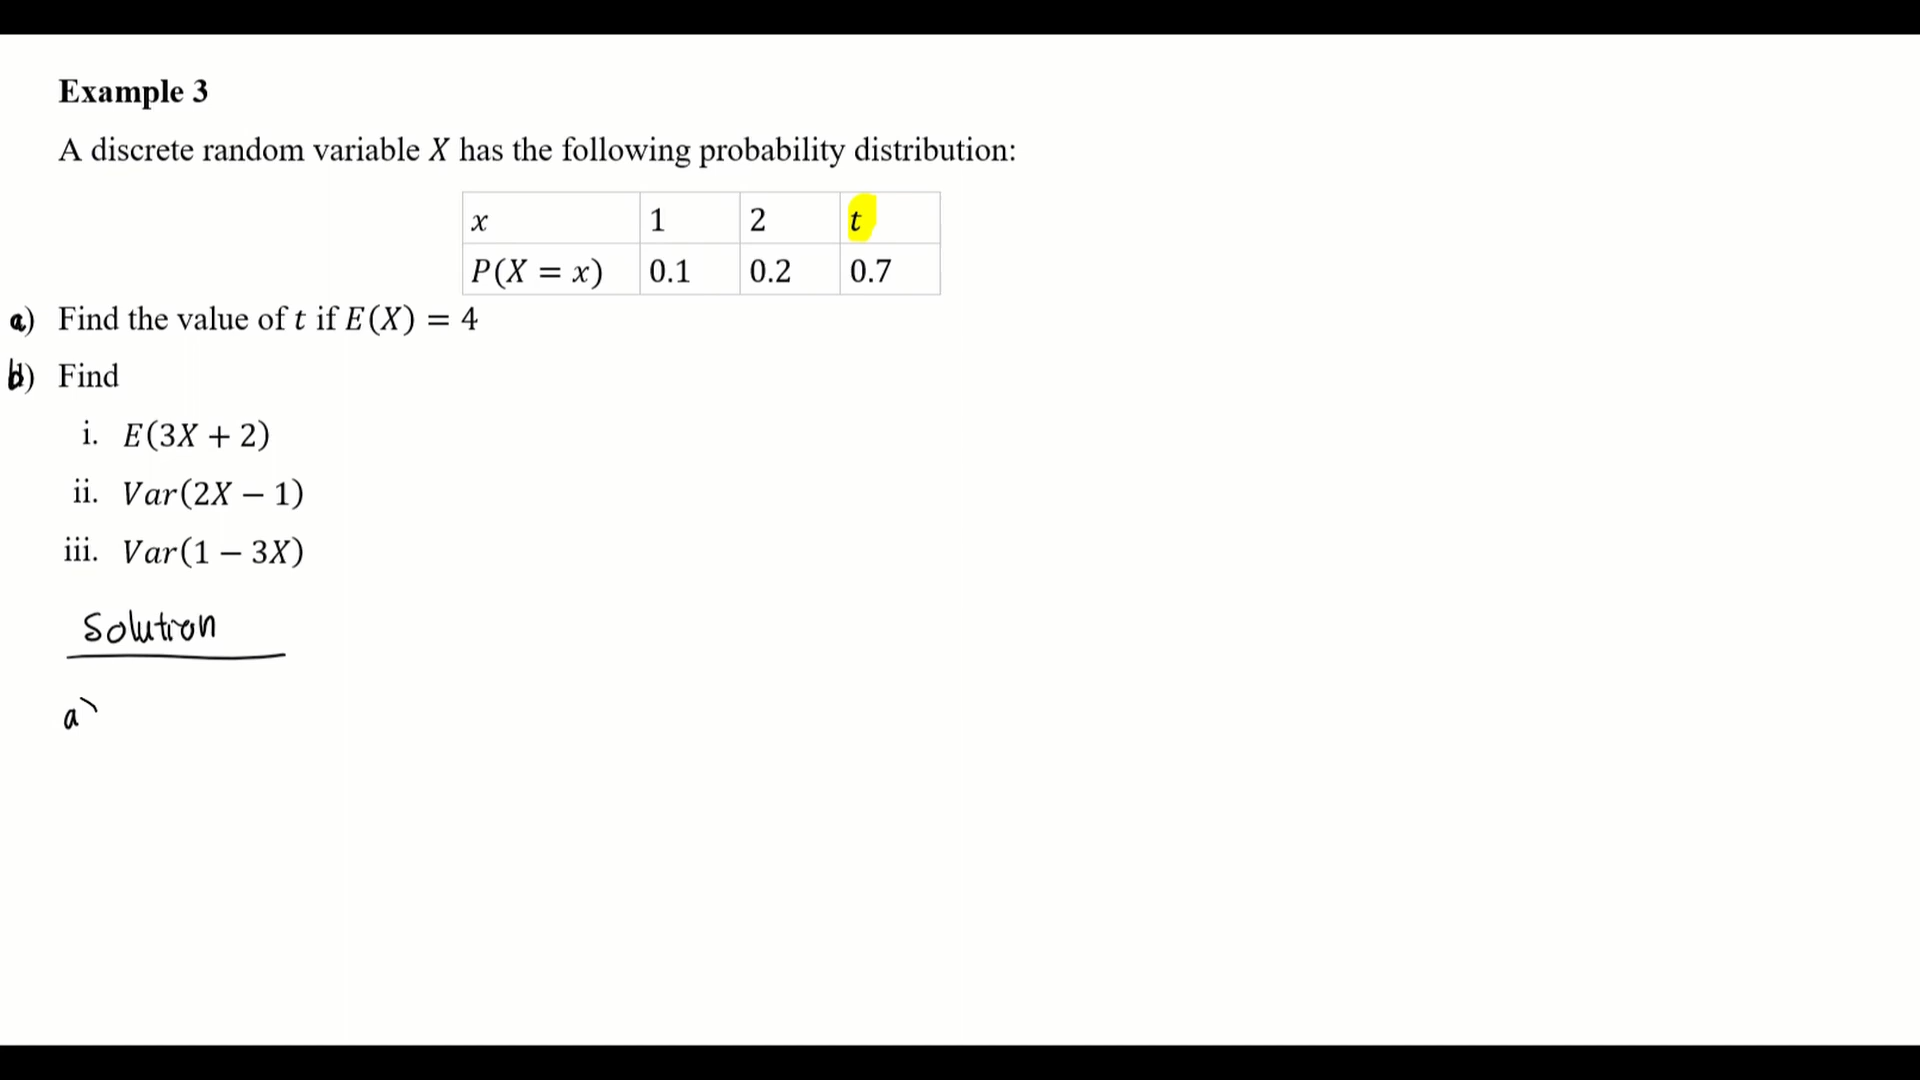 Example 3
A discrete random variable X has the following probability distribution:
x 1 2 t
P(X = x) 0.1 0.2 0.7
a) Find the value of t if E(X) = 4
b) Find
i. E(3X + 2)
ii. Var(2X − 1)
iii. Var(1 − 3X)
Solution
a)